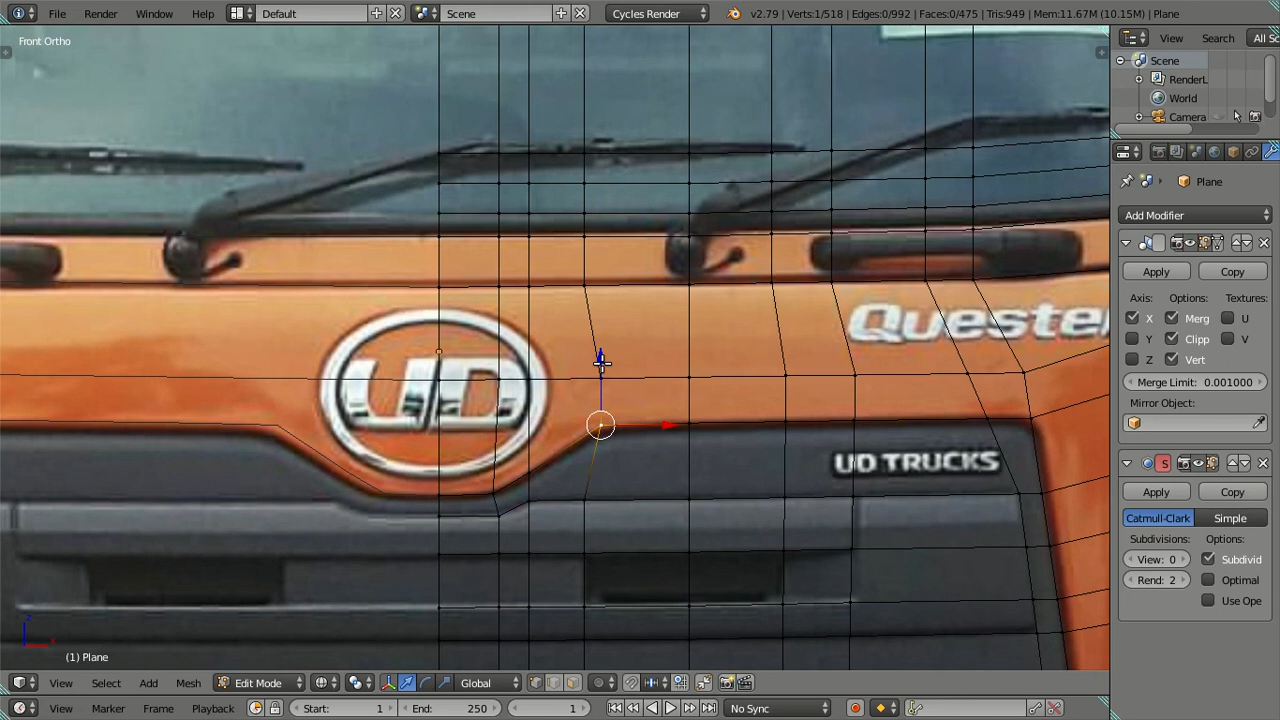 File Render Window Help Default Scene Cycles Render v2.79 | Verts:1/518 | Edges:0/992 | Faces:0/475 | Tris:949 | Mem:11.67M (10.15M) | Plane
Front Ortho
View Search All Sc
Scene
RenderL
World
Camera
Plane
Add Modifier
Apply Copy
Axis: Options: Textures:
X Merg U
Y Clipp V
Z Vert
Merge Limit: 0.001000
Mirror Object:
S
Apply Copy
Catmull-Clark Simple
Subdivisions: Options:
View: 0 Subdivid
Rend: 2 Optimal
Use Ope
Queste
UD
UD TRUCKS
z
x
(1) Plane
View Select Add Mesh Edit Mode Global
View Marker Frame Playback Start: 1 End: 250 1 No Sync